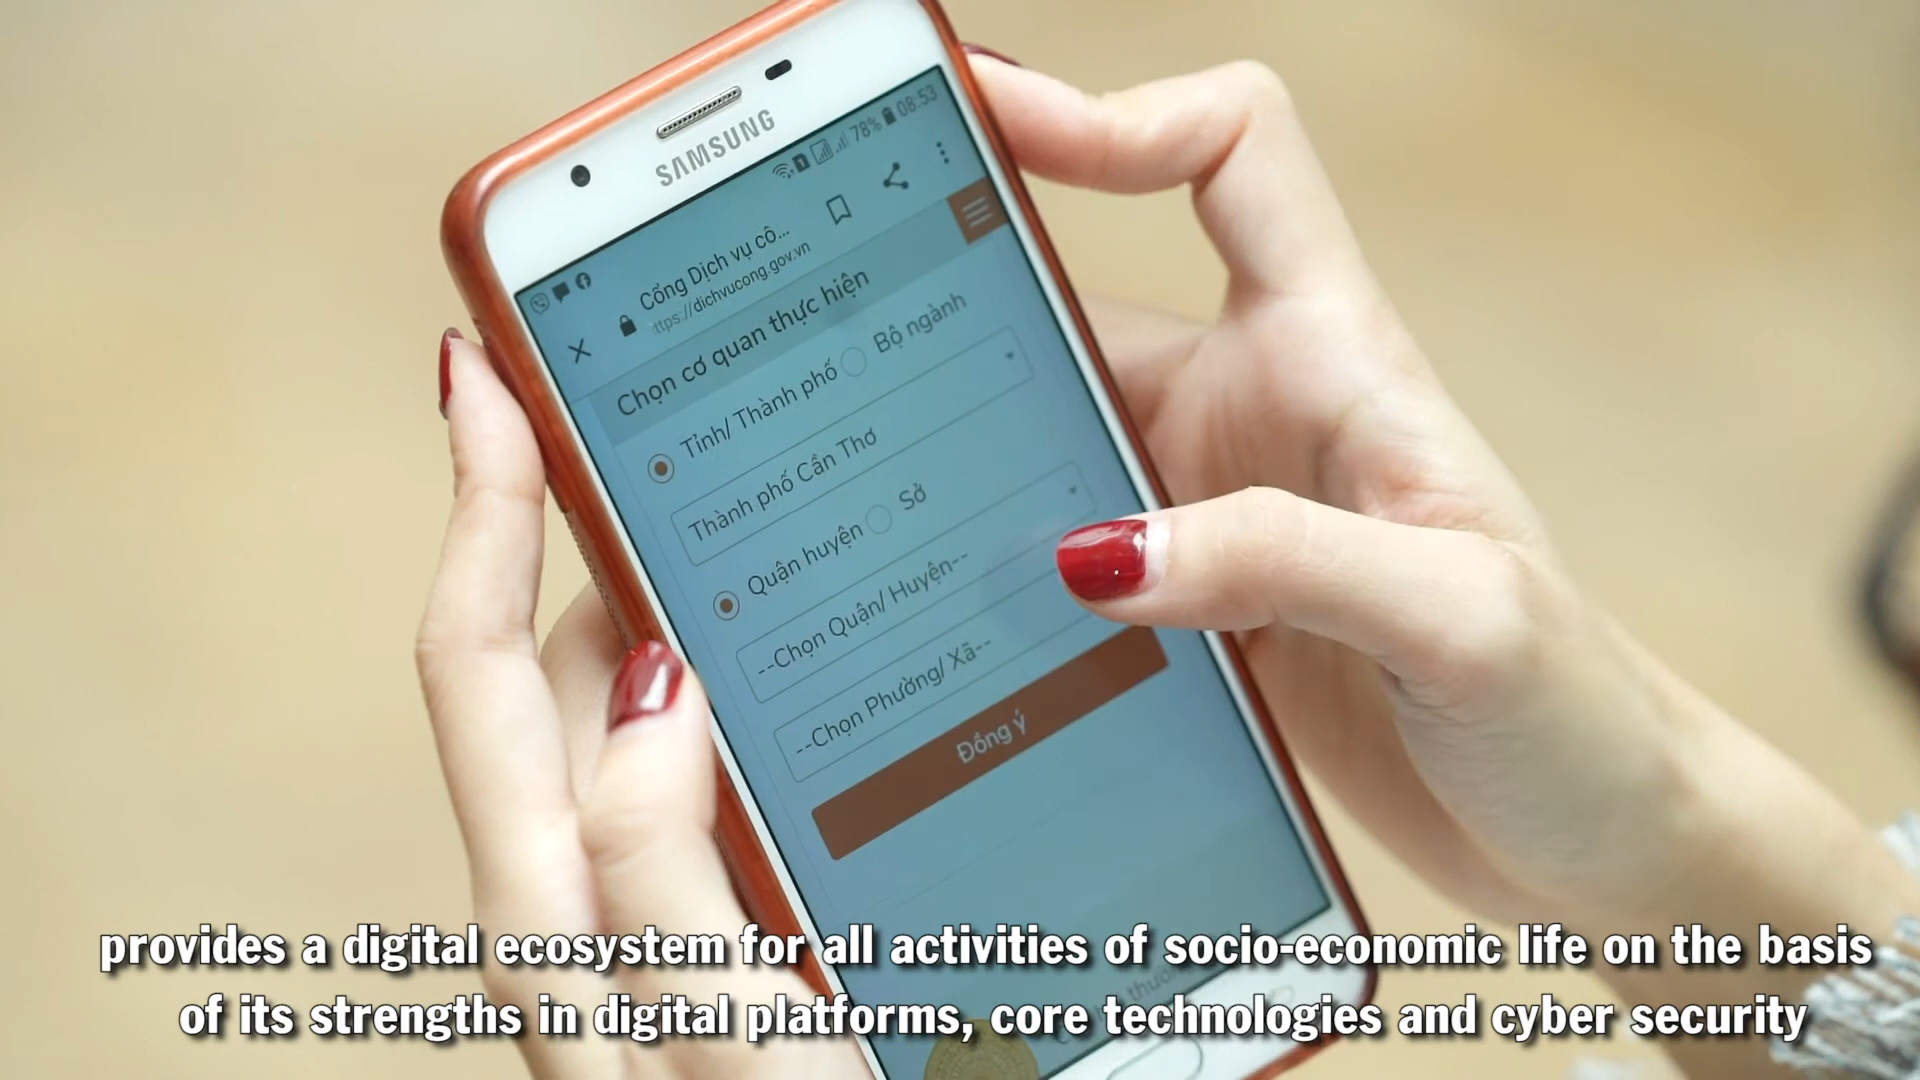 SAMSUNG
78% 08:53
Cổng Dịch vụ cô...
ttps://dichvucong.gov.vn
Chọn cơ quan thực hiện
Tỉnh/ Thành phố Bộ ngành
Thành phố Cần Thơ
Quận huyện Sở
--Chọn Quận/ Huyện--
--Chọn Phường/ Xã--
Đồng ý
provides a digital ecosystem for all activities of socio-economic life on the basis
of its strengths in digital platforms, core technologies and cyber security